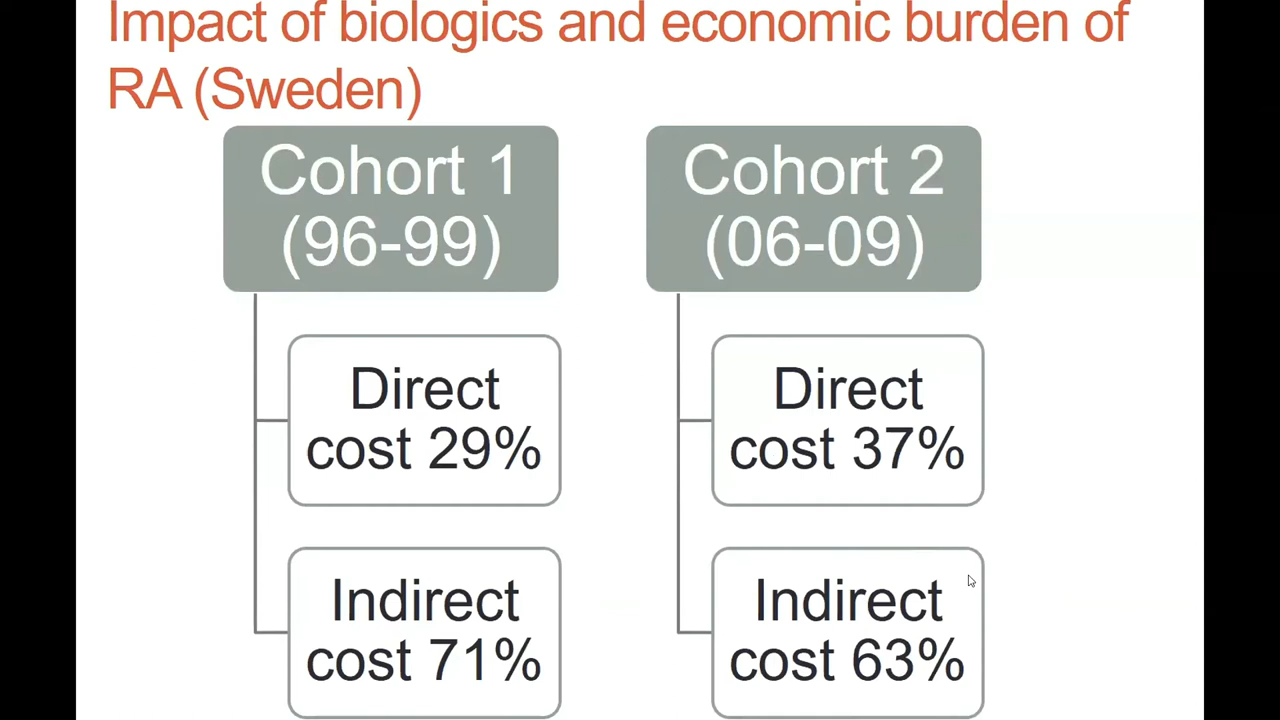 Impact of biologics and economic burden of
RA (Sweden)
Cohort 1
(96-99)
Direct
cost 29%
Indirect
cost 71%
Cohort 2
(06-09)
Direct
cost 37%
Indirect
cost 63%